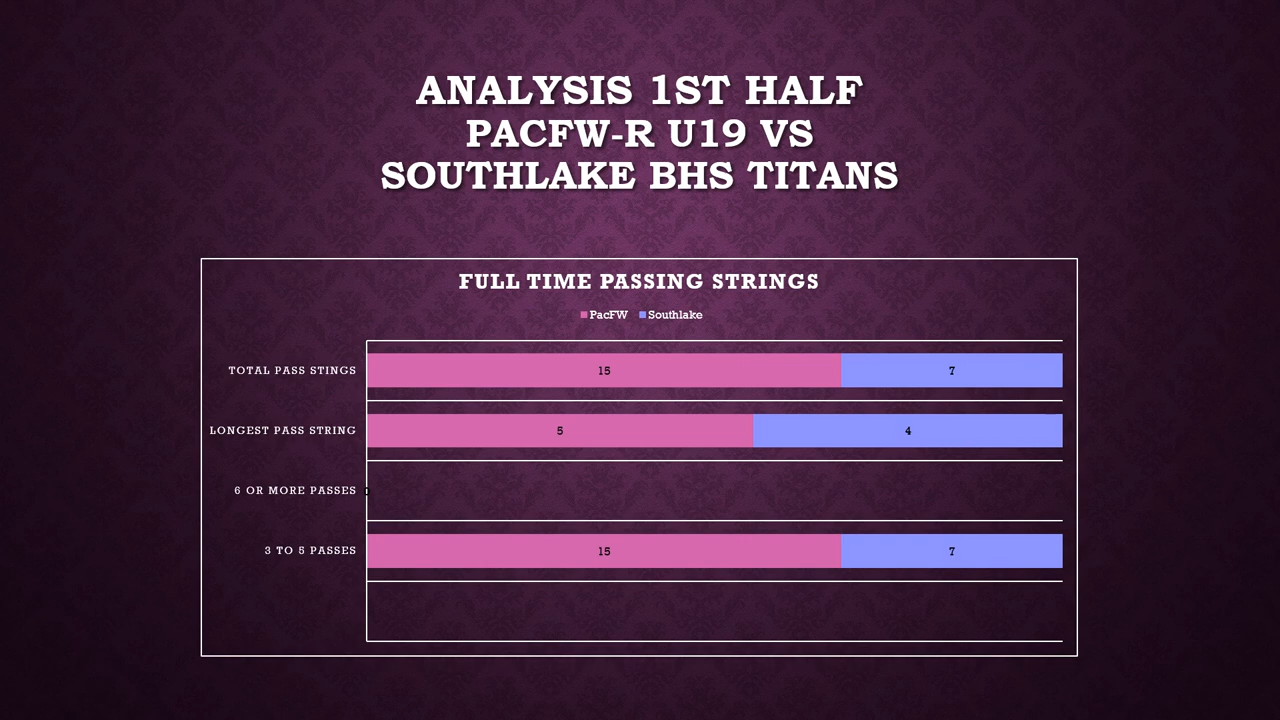 ANALYSIS 1ST HALF
PACFW-R U19 VS
SOUTHLAKE BHS TITANS
FULL TIME PASSING STRINGS
PacFW Southlake
TOTAL PASS STINGS 15 7
LONGEST PASS STRING 5 4
6 OR MORE PASSES 0
3 TO 5 PASSES 15 7